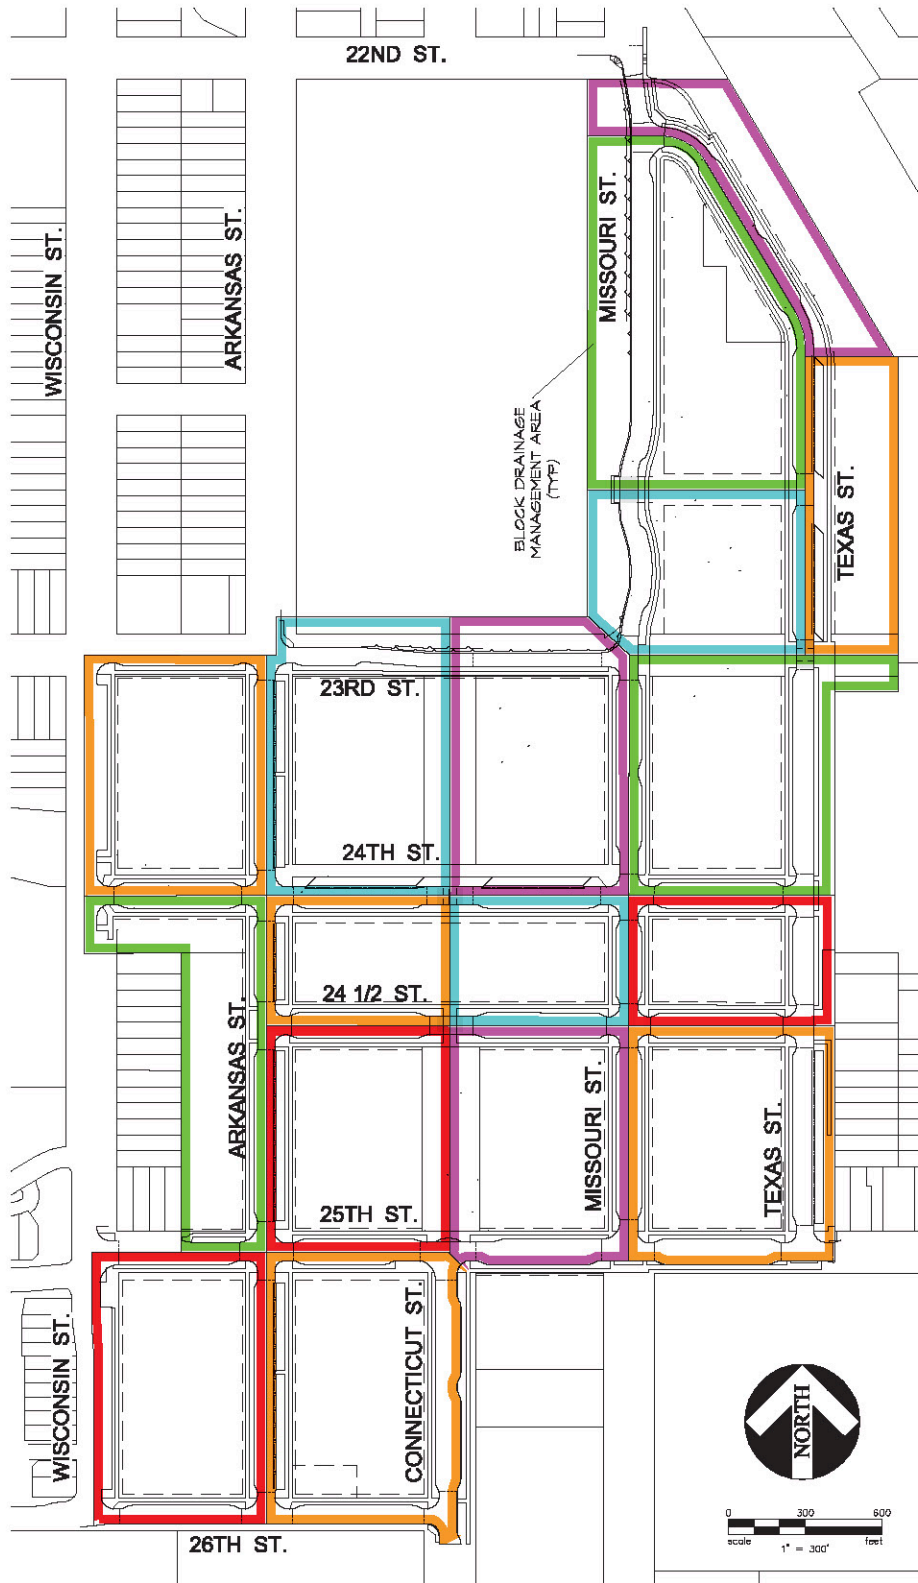 22ND ST.
WISCONSIN ST.
ARKANSAS ST.
MISSOURI ST.
BLOCK DRAINAGE
MANAGEMENT AREA
(TYP)
TEXAS ST.
23RD ST.
24TH ST.
24 1/2 ST.
ARKANSAS ST.
MISSOURI ST.
TEXAS ST.
25TH ST.
WISCONSIN ST.
CONNECTICUT ST.
NORTH
0 300 600
scale 1" = 300' feet
26TH ST.